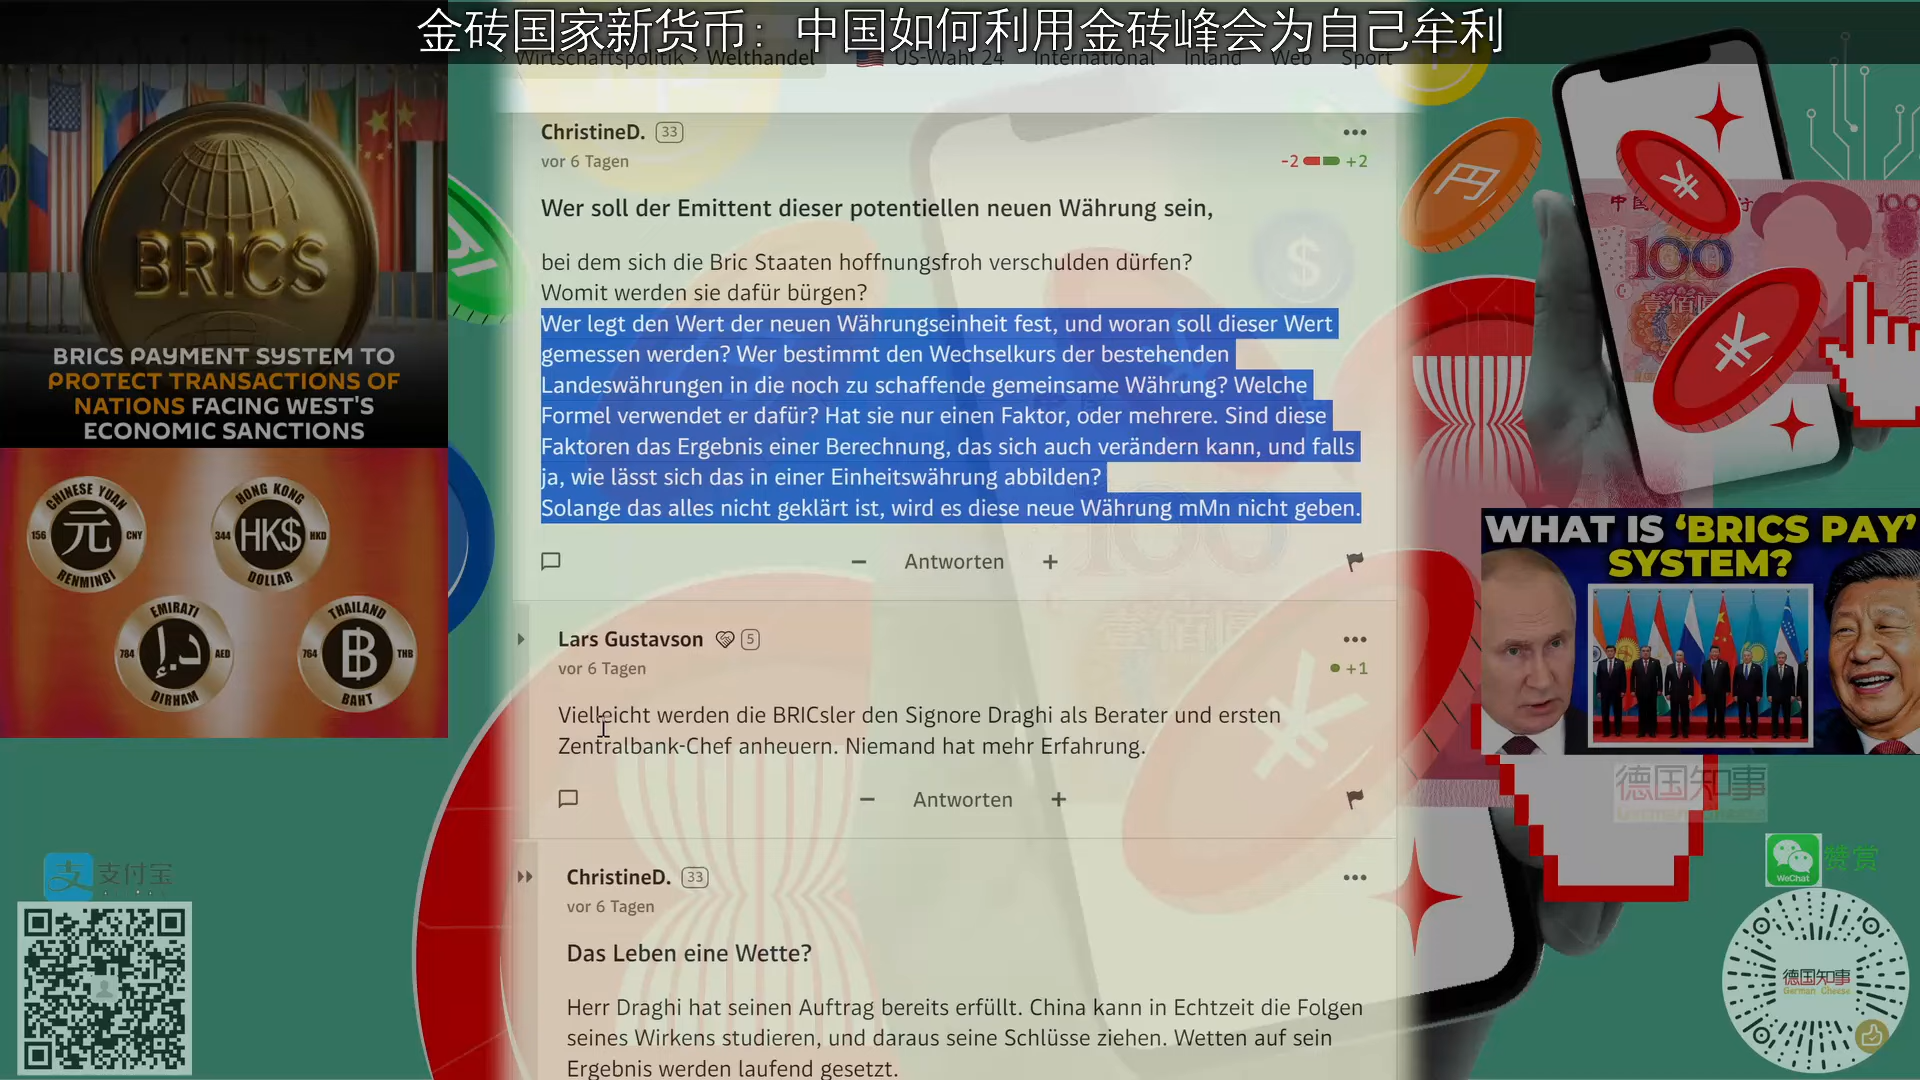 金砖国家新货币：中国如何利用金砖峰会为自己牟利
Wirtschaftspolitik › Welthandel
US-Wahl 24 International Inland Web Sport
ChristineD. 33
vor 6 Tagen
-2 +2
Wer soll der Emittent dieser potentiellen neuen Währung sein,
bei dem sich die Bric Staaten hoffnungsfroh verschulden dürfen?
Womit werden sie dafür bürgen?
Wer legt den Wert der neuen Währungseinheit fest, und woran soll dieser Wert
gemessen werden? Wer bestimmt den Wechselkurs der bestehenden
Landeswährungen in die noch zu schaffende gemeinsame Währung? Welche
Formel verwendet er dafür? Hat sie nur einen Faktor, oder mehrere. Sind diese
Faktoren das Ergebnis einer Berechnung, das sich auch verändern kann, und falls
ja, wie lässt sich das in einer Einheitswährung abbilden?
Solange das alles nicht geklärt ist, wird es diese neue Währung mMn nicht geben.
Antworten
Lars Gustavson 5
vor 6 Tagen
+1
Vielleicht werden die BRICsler den Signore Draghi als Berater und ersten
Zentralbank-Chef anheuern. Niemand hat mehr Erfahrung.
Antworten
ChristineD. 33
vor 6 Tagen
Das Leben eine Wette?
Herr Draghi hat seinen Auftrag bereits erfüllt. China kann in Echtzeit die Folgen
seines Wirkens studieren, und daraus seine Schlüsse ziehen. Wetten auf sein
Ergebnis werden laufend gesetzt.
BRICS
BRICS PAYMENT SYSTEM TO
PROTECT TRANSACTIONS OF
NATIONS FACING WEST'S
ECONOMIC SANCTIONS
CHINESE YUAN
156 元 CNY
RENMINBI
HONG KONG
344 HK$ HKD
DOLLAR
EMIRATI
784 د.إ AED
DIRHAM
THAILAND
764 ฿ THB
BAHT
支付宝
円
¥
¥
100
100
壹佰
$
¥
WHAT IS ‘BRICS PAY’
SYSTEM?
德国知事
WeChat
赞赏
德国知事
German Cheese